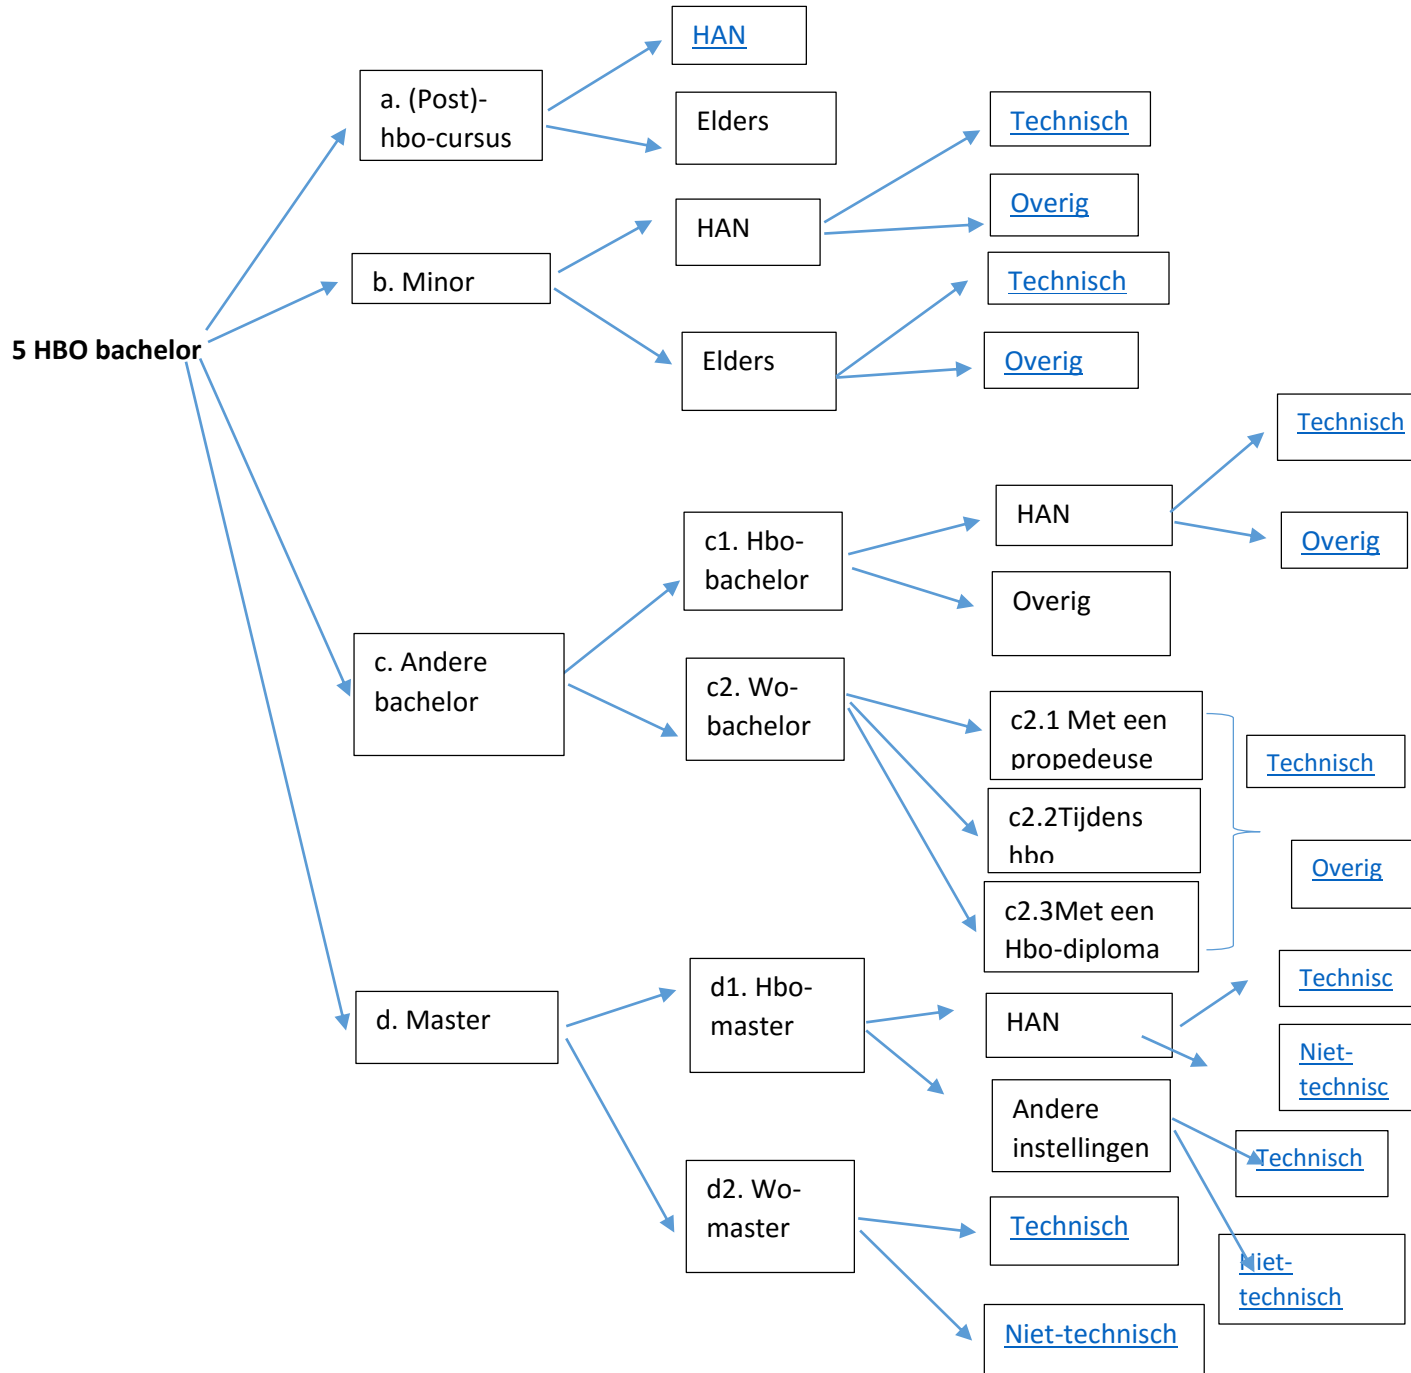 HAN
a. (Post)-
hbo-cursus
Elders
Technisch
HAN
Overig
b. Minor
Technisch
5 HBO bachelor
Elders
Overig
Technisch
c1. Hbo-
bachelor
HAN
Overig
Overig
c. Andere
bachelor
c2. Wo-
bachelor
c2.1 Met een
propedeuse
Technisch
c2.2Tijdens
hbo
Overig
c2.3Met een
Hbo-diploma
d. Master
d1. Hbo-
master
HAN
Technisc
Niet-
technisc
Andere
instellingen
Technisch
d2. Wo-
master
Technisch
Niet-
technisch
Niet-technisch